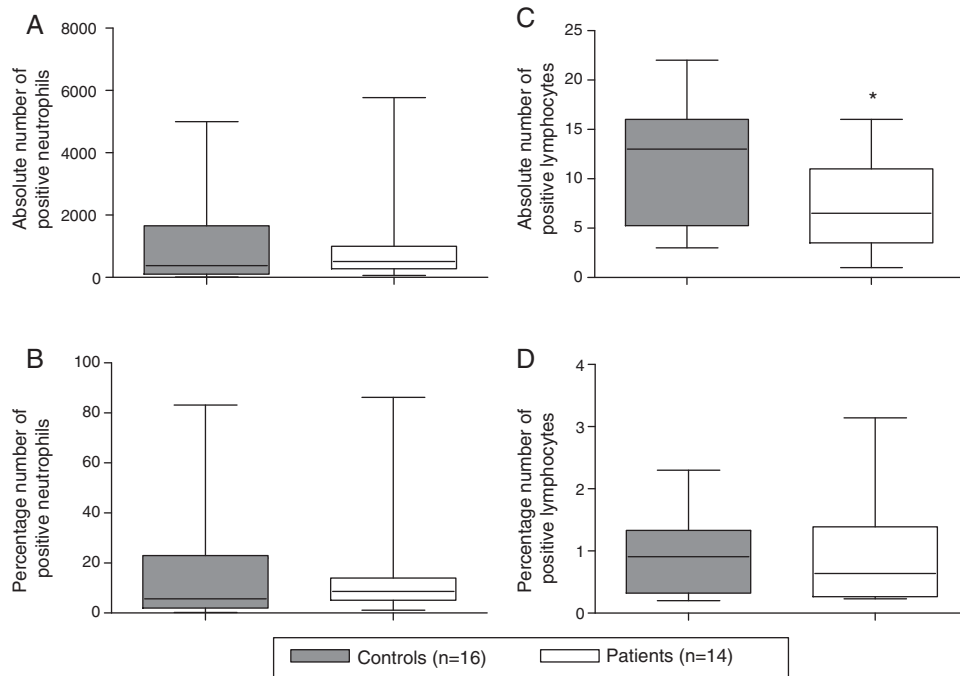 A
Absolute number of
positive neutrophils
8000
6000
4000
2000
0
C
Absolute number of
positive lymphocytes
25
20
15
10
5
0
*
B
Percentage number of
positive neutrophils
100
80
60
40
20
0
D
Percentage number of
positive lymphocytes
4
3
2
1
0
Controls (n=16)
Patients (n=14)